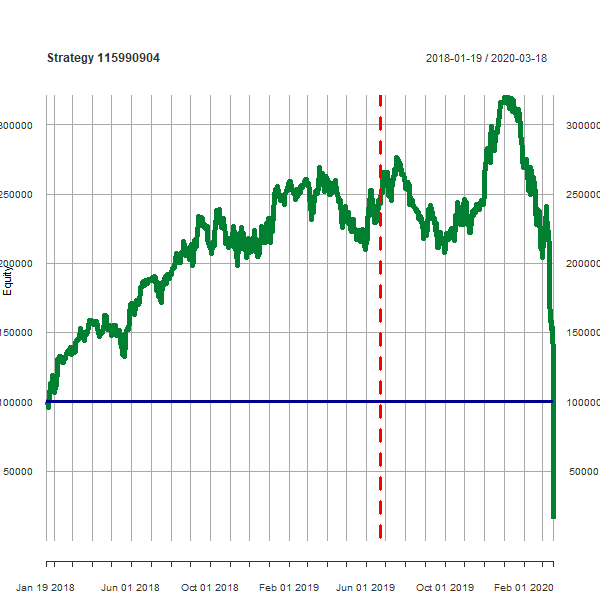 Strategy 115990904 2018-01-19 / 2020-03-18
300000 300000
250000 250000
200000 200000
Equity
150000 150000
100000 100000
50000 50000
Jan 19 2018 Jun 01 2018 Oct 01 2018 Feb 01 2019 Jun 01 2019 Oct 01 2019 Feb 01 2020